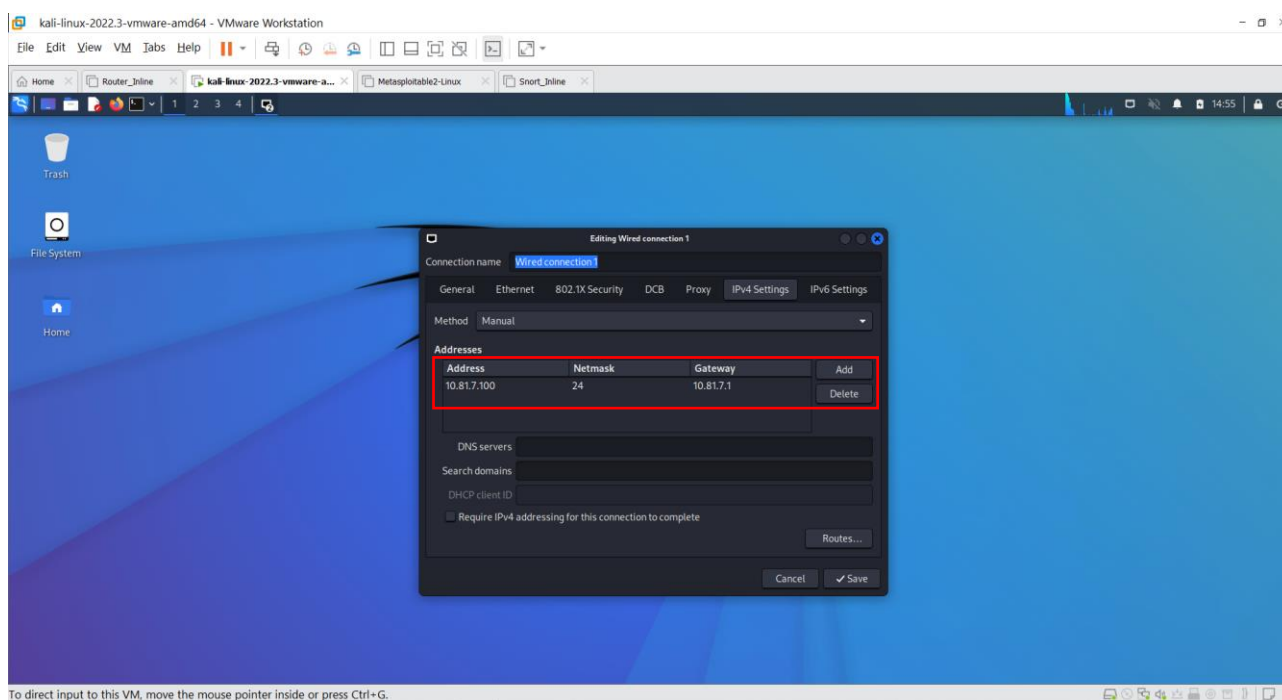 kali-linux-2022.3-vmware-amd64 - VMware Workstation
File Edit View VM Tabs Help
Home Router_Inline kali-linux-2022.3-vmware-a... Metasploitable2-Linux Snort_Inline
1 2 3 4 14:55
Trash
File System
Home
Editing Wired connection 1
Connection name Wired connection 1
General Ethernet 802.1X Security DCB Proxy IPv4 Settings IPv6 Settings
Method Manual
Addresses
Address Netmask Gateway Add
10.81.7.100 24 10.81.7.1
Delete
DNS servers
Search domains
DHCP client ID
Require IPv4 addressing for this connection to complete
Routes...
Cancel Save
To direct input to this VM, move the mouse pointer inside or press Ctrl+G.